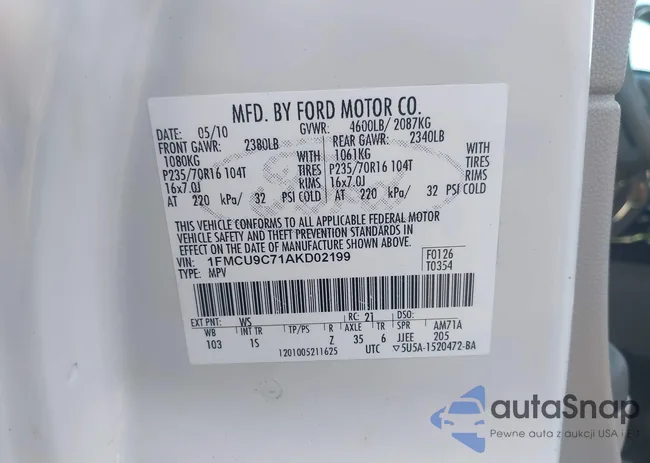 MFD. BY FORD MOTOR CO.
DATE: 05/10 GVWR: 4600LB/ 2087KG
FRONT GAWR: 2380LB REAR GAWR: 2340LB
1080KG WITH 1061KG WITH
P235/70R16 104T TIRES P235/70R16 104T TIRES
16x7.0J RIMS 16x7.0J RIMS
AT 220 kPa/ 32 PSI COLD AT 220 kPa/ 32 PSI COLD
THIS VEHICLE CONFORMS TO ALL APPLICABLE FEDERAL MOTOR
VEHICLE SAFETY AND THEFT PREVENTION STANDARDS IN
EFFECT ON THE DATE OF MANUFACTURE SHOWN ABOVE.
VIN: 1FMCU9C71AKD02199 F0126
TYPE: MPV T0354
EXT PNT: WS RC: 21 DSO:
WB INT TR TP/PS R AXLE TR SPR AM71A
103 1S Z 35 6 JJEE 205
1201005211625 UTC ▽5U5A-1520472-BA
autaSnap
Pewne auta z aukcji USA i EU